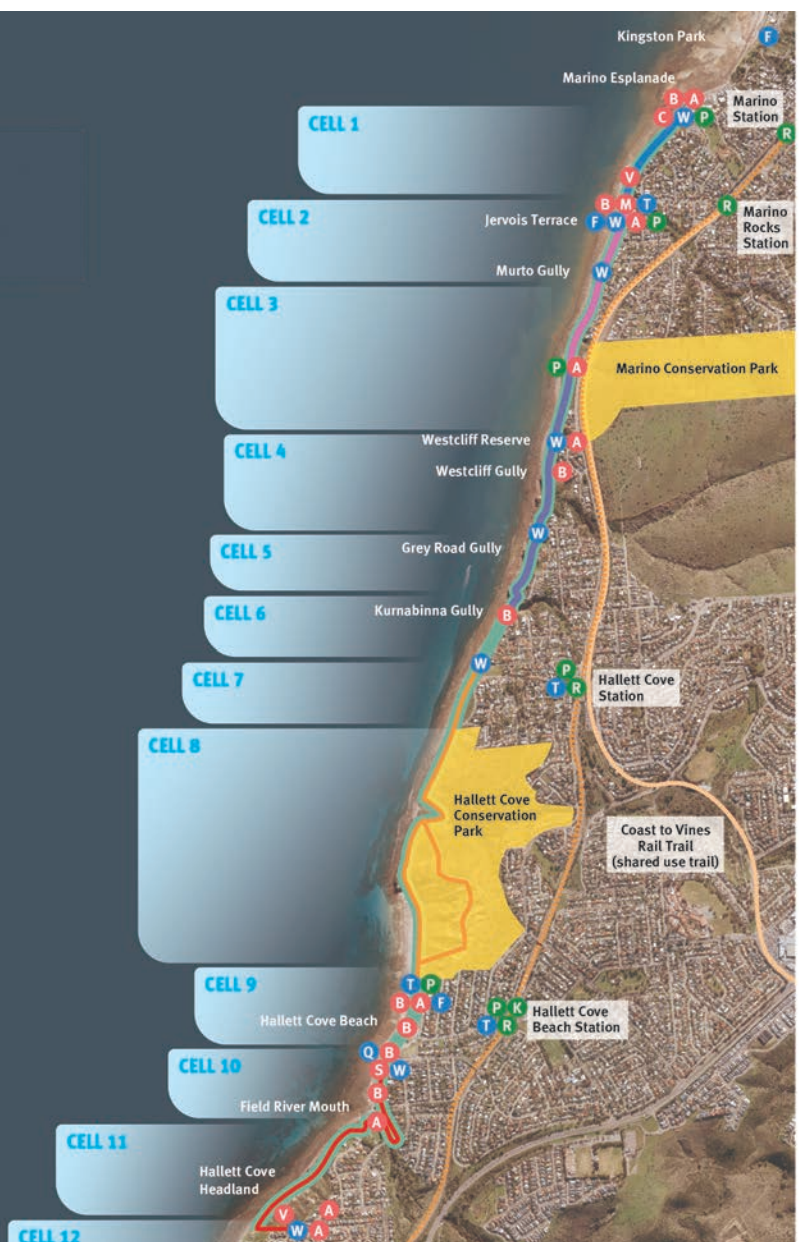 Kingston Park
F
Marino Esplanade
B A
C W P
Marino
Station
R
CELL 1
V
CELL 2
B M T
Jervois Terrace
F W A P
R
Marino
Rocks
Station
Murto Gully
W
CELL 3
P A
Marino Conservation Park
CELL 4
Westcliff Reserve
W A
Westcliff Gully
B
CELL 5
Grey Road Gully
W
CELL 6
Kurnabinna Gully
B
CELL 7
W
P
T R
Hallett Cove
Station
CELL 8
Hallett Cove
Conservation
Park
Coast to Vines
Rail Trail
(shared use trail)
CELL 9
T P
B A F
Hallett Cove Beach
B
P K
T R
Hallett Cove
Beach Station
CELL 10
Q B
S W
B
Field River Mouth
A
CELL 11
Hallett Cove
Headland
V A
W A
CELL 12